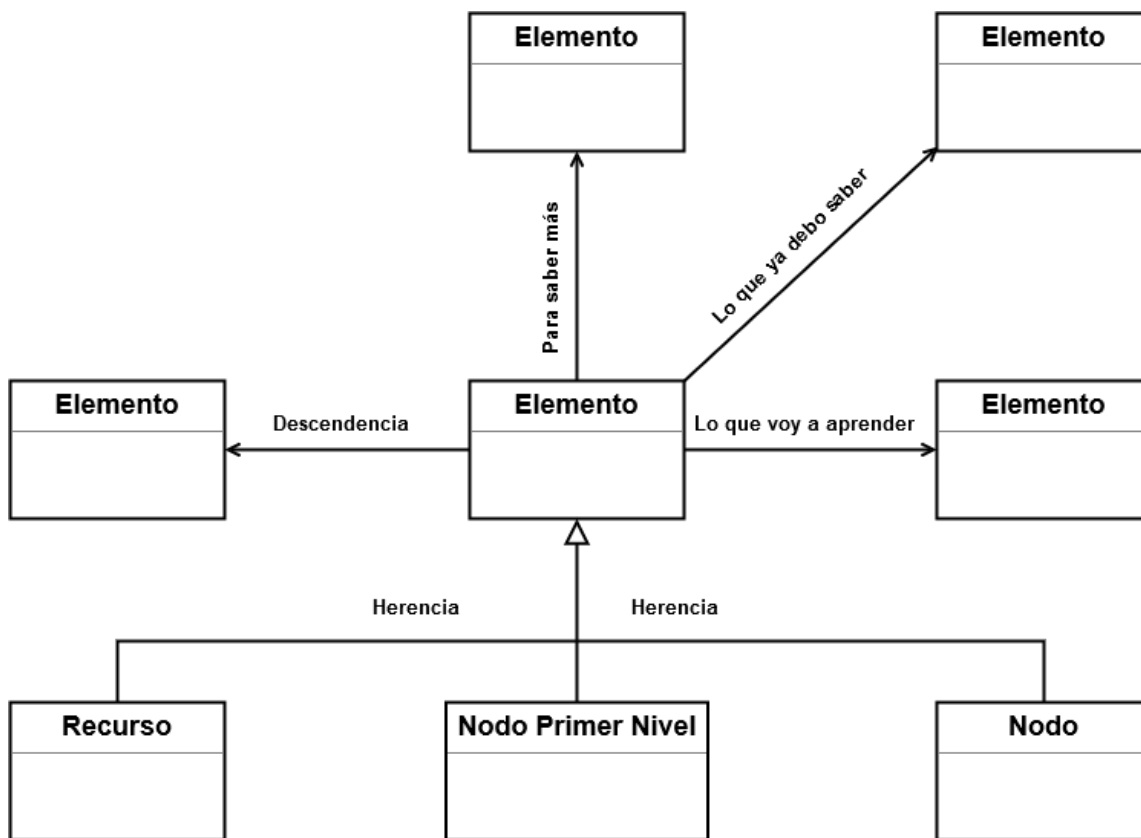 Elemento
Elemento
Para saber más
Lo que ya debo saber
Elemento
Descendencia
Elemento
Lo que voy a aprender
Elemento
Herencia
Herencia
Recurso
Nodo Primer Nivel
Nodo